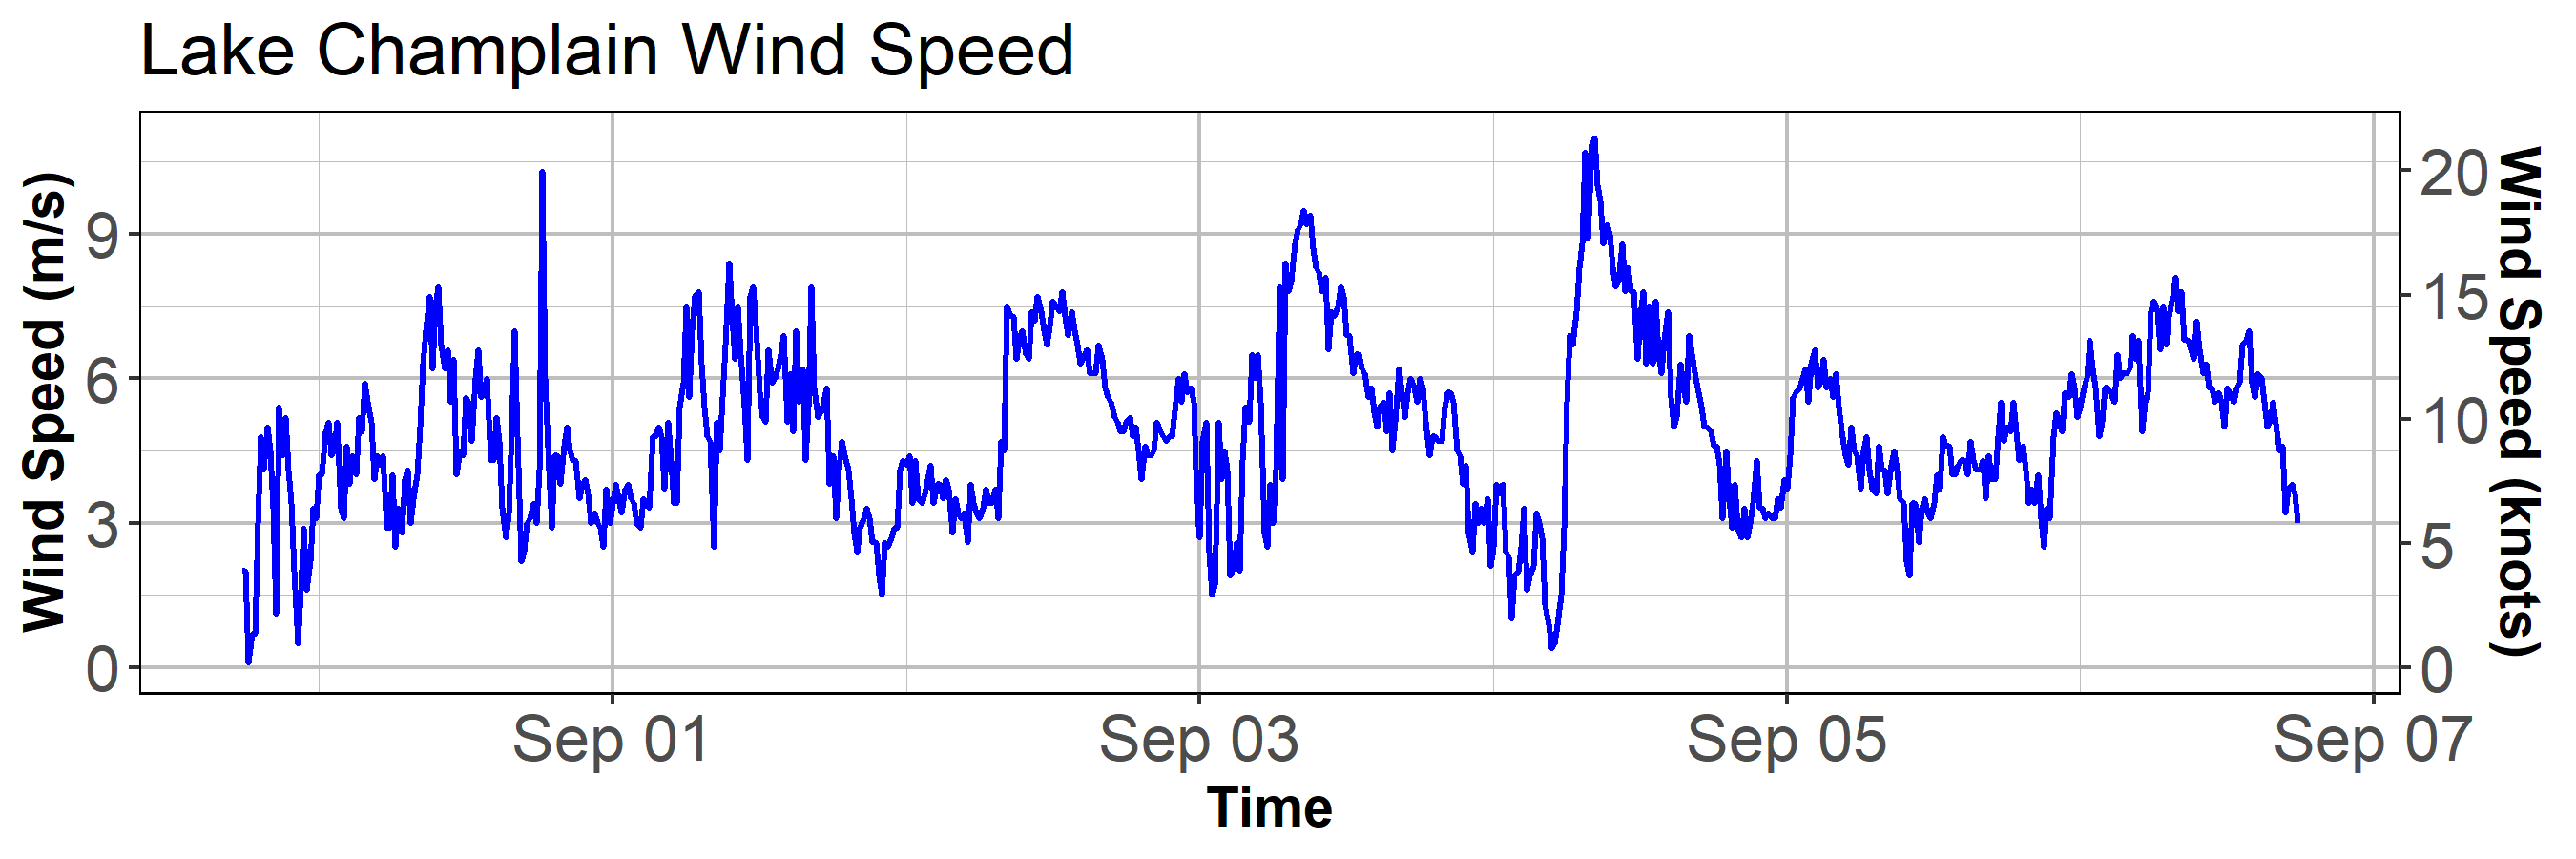 Lake Champlain Wind Speed
Wind Speed (m/s)
9
6
3
0
20
15
10
5
0
Wind Speed (knots)
Sep 01 Sep 03 Sep 05 Sep 07
Time